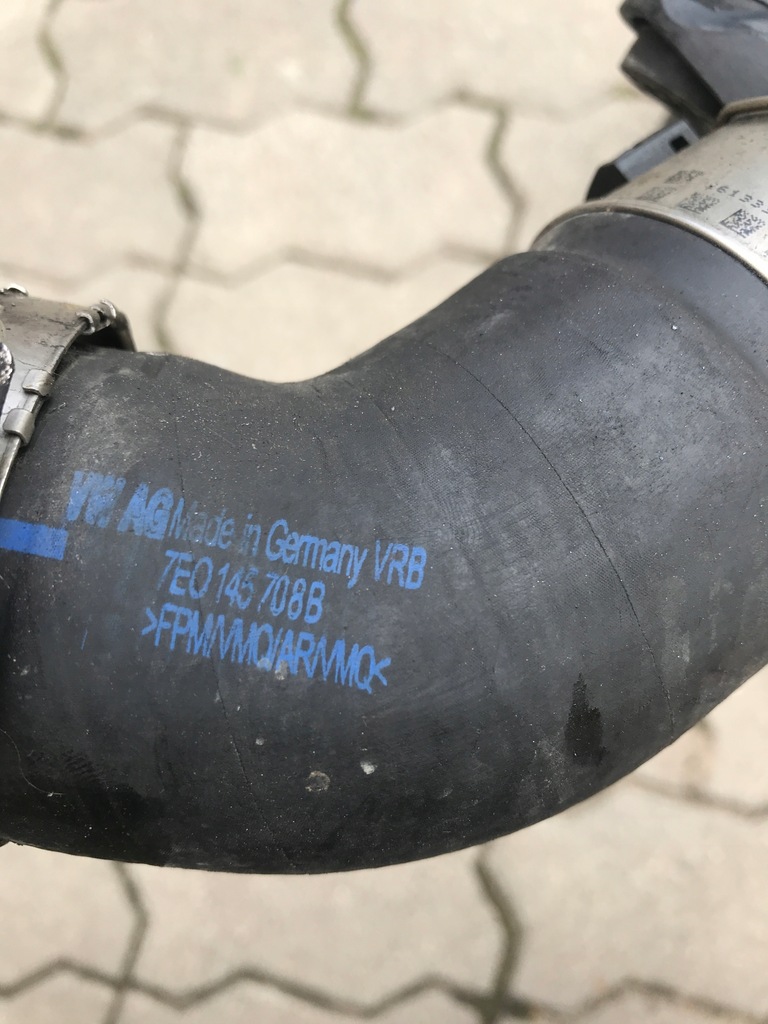 VW AG Made in Germany VRB
7E0 145 708 B
>FPM/VMQ/AR/VMQ<